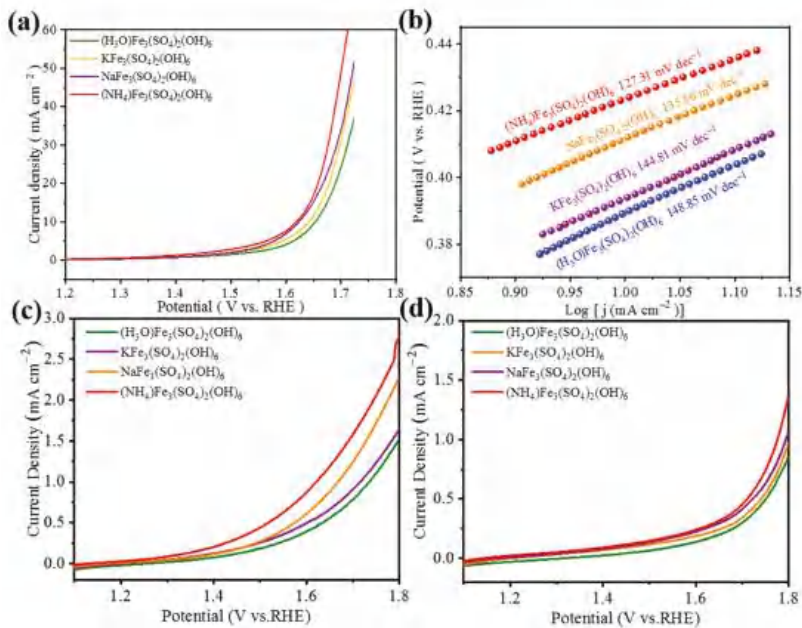 (a)
60
50
40
30
20
10
0
Current density ( mA cm⁻²)
(H₃O)Fe₃(SO₄)₂(OH)₆
KFe₃(SO₄)₂(OH)₆
NaFe₃(SO₄)₂(OH)₆
(NH₄)Fe₃(SO₄)₂(OH)₆
1.2 1.3 1.4 1.5 1.6 1.7 1.8
Potential ( V vs. RHE )
(b)
0.44
0.42
0.40
0.38
Potential ( V vs. RHE)
(NH₄)Fe₃(SO₄)₂(OH)₆ 127.31 mV dec⁻¹
NaFe₃(SO₄)₂(OH)₆ mV dec⁻¹
KFe₃(SO₄)₂(OH)₆ 144.81 mV dec⁻¹
(H₃O)Fe₃(SO₄)₂(OH)₆ 148.85 mV dec⁻¹
0.85 0.90 0.95 1.00 1.05 1.10 1.15
Log [ j (mA cm⁻²)]
(c)
3.0
2.5
2.0
1.5
1.0
0.5
0.0
Current Density (mA cm⁻²)
(H₃O)Fe₃(SO₄)₂(OH)₆
KFe₃(SO₄)₂(OH)₆
NaFe₃(SO₄)₂(OH)₆
(NH₄)Fe₃(SO₄)₂(OH)₆
1.2 1.4 1.6 1.8
Potential (V vs.RHE)
(d)
2.0
1.5
1.0
0.5
0.0
Current Density (mA cm⁻²)
(H₃O)Fe₃(SO₄)₂(OH)₆
KFe₃(SO₄)₂(OH)₆
NaFe₃(SO₄)₂(OH)₆
(NH₄)Fe₃(SO₄)₂(OH)₆
1.2 1.4 1.6 1.8
Potential (V vs.RHE)